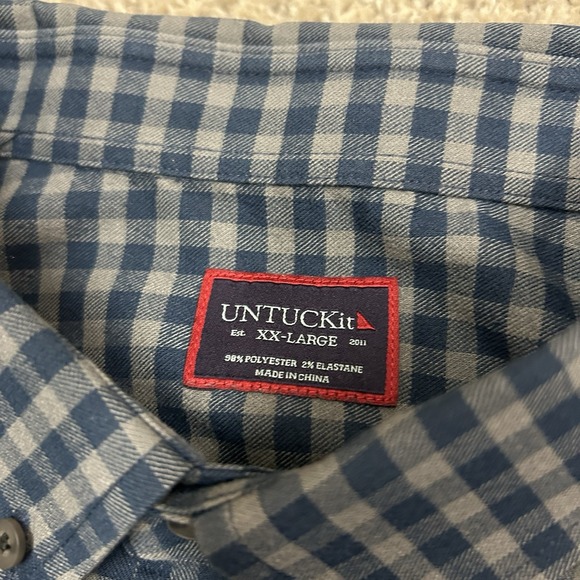 UNTUCKit
Est. XX-LARGE 2011
98% POLYESTER 2% ELASTANE
MADE IN CHINA